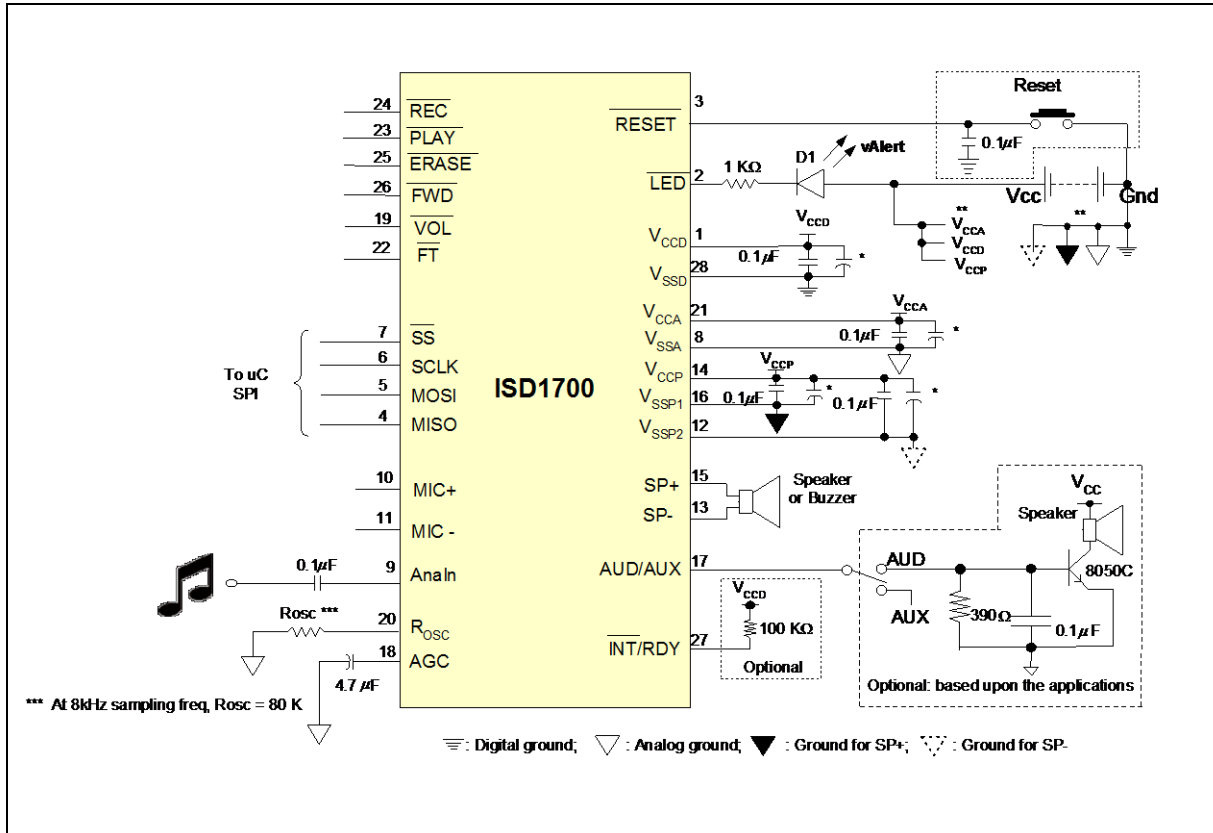 24 REC
23 PLAY
25 ERASE
26 FWD
19 VOL
22 FT
To uC
SPI
7 SS
6 SCLK
5 MOSI
4 MISO
10 MIC+
11 MIC -
0.1µF
9 AnaIn
Rosc ***
20 ROSC
18 AGC
4.7 µF
*** At 8kHz sampling freq, Rosc = 80 K
ISD1700
RESET 3
Reset
0.1µF
LED 2
1 KΩ
D1
vAlert
Vcc
Gnd
**
VCCA
VCCD
VCCP
**
VCCD 1
VCCD
0.1µF
*
VSSD 28
VCCA 21
VCCA
0.1µF
*
VSSA 8
VCCP 14
VCCP
0.1µF
*
0.1µF
*
VSSP1 16
VSSP2 12
SP+ 15
SP- 13
Speaker
or Buzzer
AUD/AUX 17
AUD
AUX
VCC
Speaker
8050C
390Ω
0.1µF
Optional: based upon the applications
VCCD
100 KΩ
INT/RDY 27
Optional
: Digital ground; : Analog ground; : Ground for SP+; : Ground for SP-